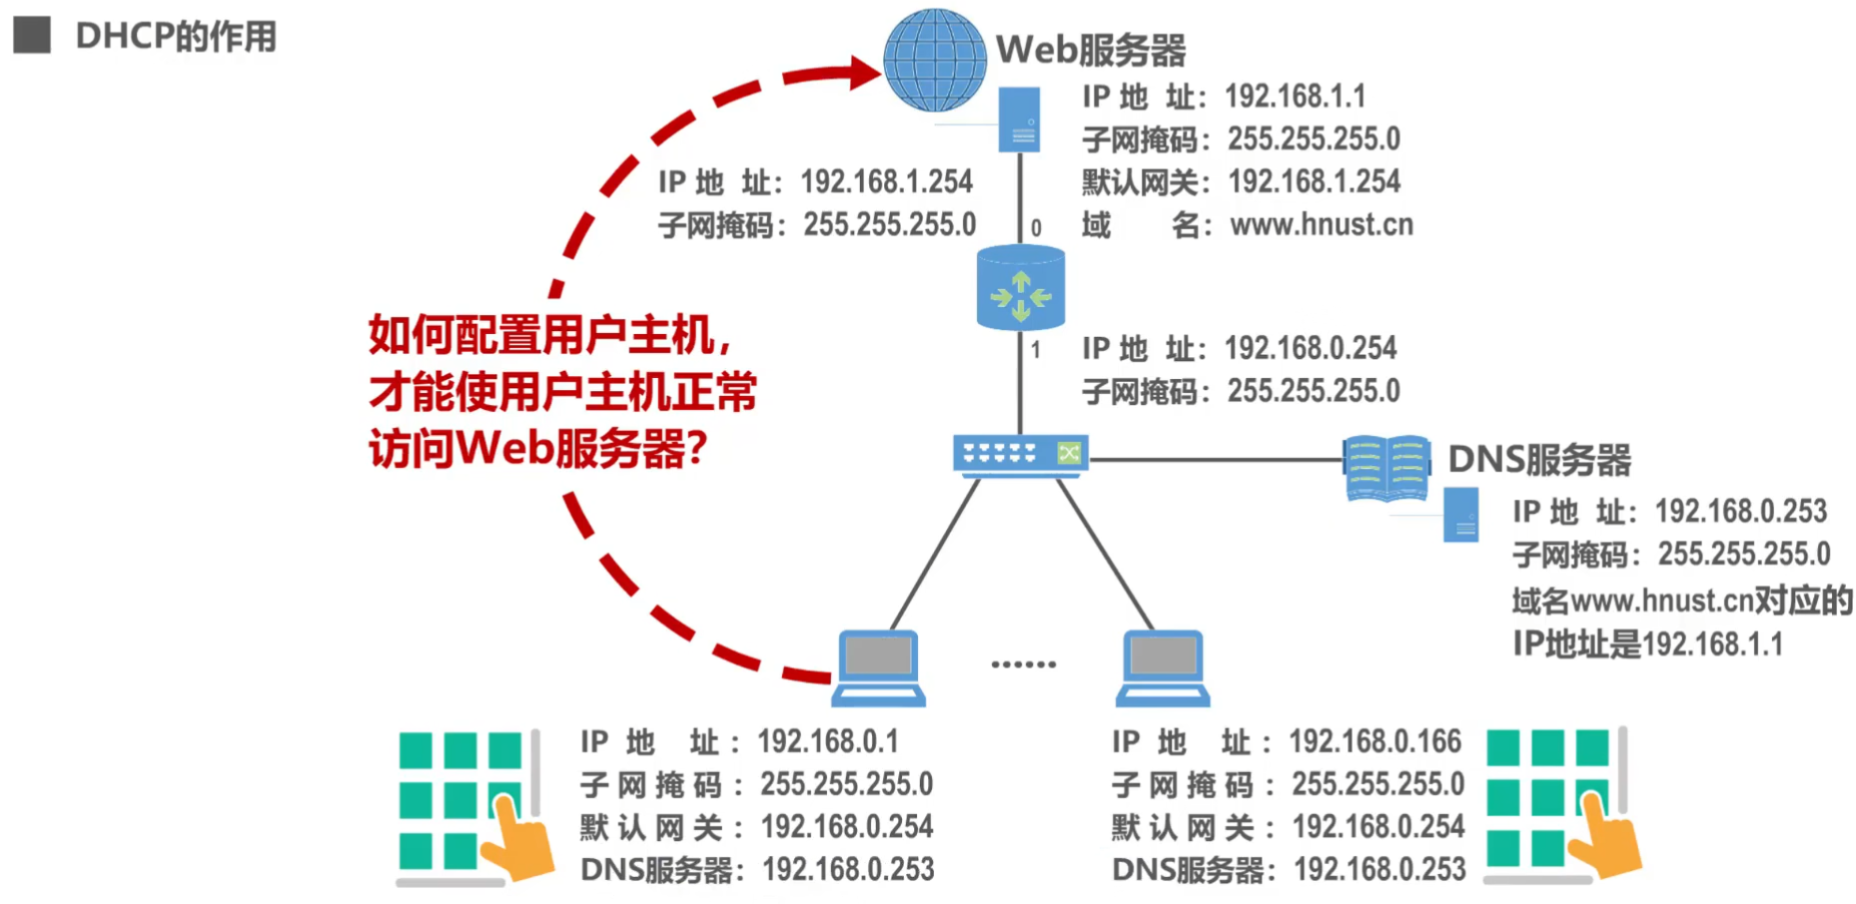 DHCP的作用
Web服务器
IP 地 址：192.168.1.1
子网掩码：255.255.255.0
默认网关：192.168.1.254
域 名：www.hnust.cn
IP 地 址：192.168.1.254
子网掩码：255.255.255.0
0
1
IP 地 址：192.168.0.254
子网掩码：255.255.255.0
如何配置用户主机，
才能使用户主机正常
访问Web服务器？
DNS服务器
IP 地 址：192.168.0.253
子网掩码：255.255.255.0
域名www.hnust.cn对应的
IP地址是192.168.1.1
......
IP 地 址：192.168.0.1
子网掩码：255.255.255.0
默认网关：192.168.0.254
DNS服务器：192.168.0.253
IP 地 址：192.168.0.166
子网掩码：255.255.255.0
默认网关：192.168.0.254
DNS服务器：192.168.0.253